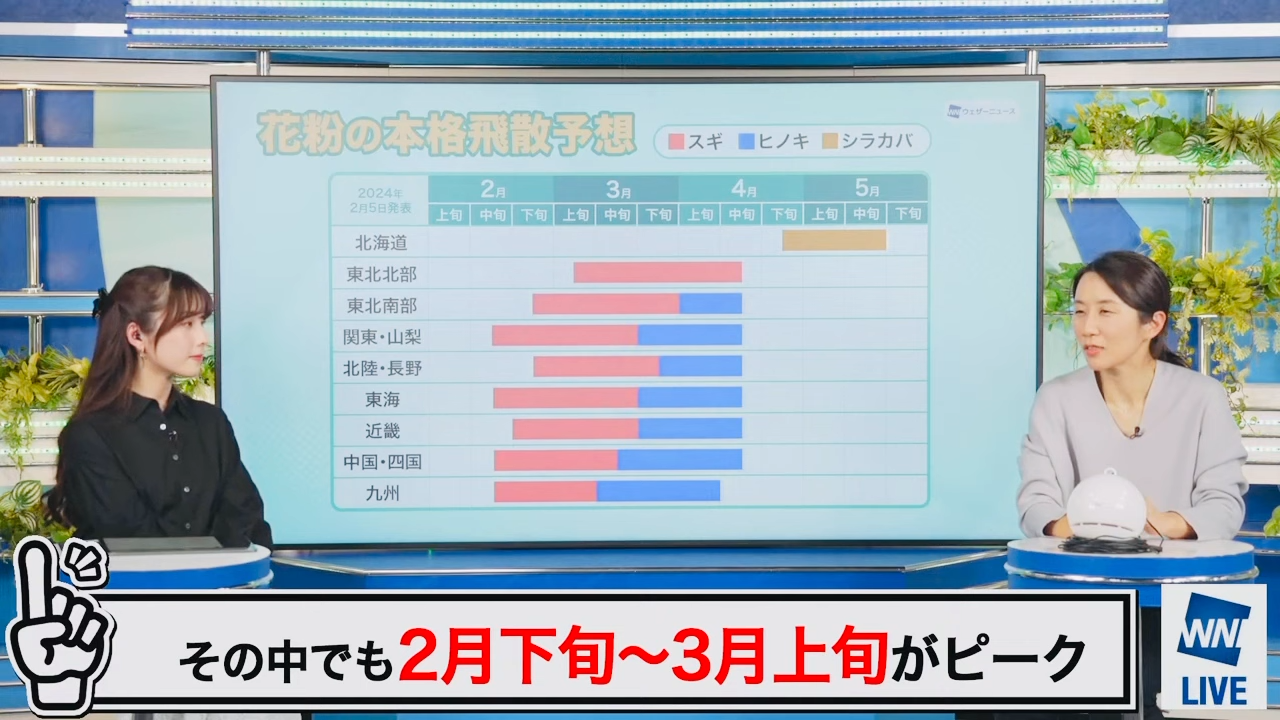 花粉の本格飛散予想
スギ ヒノキ シラカバ
ウェザーニュース
2024年
2月5日発表
2月 3月 4月 5月
上旬 中旬 下旬 上旬 中旬 下旬 上旬 中旬 下旬 上旬 中旬 下旬
北海道
東北北部
東北南部
関東・山梨
北陸・長野
東海
近畿
中国・四国
九州
その中でも2月下旬〜3月上旬がピーク
WNI
LIVE